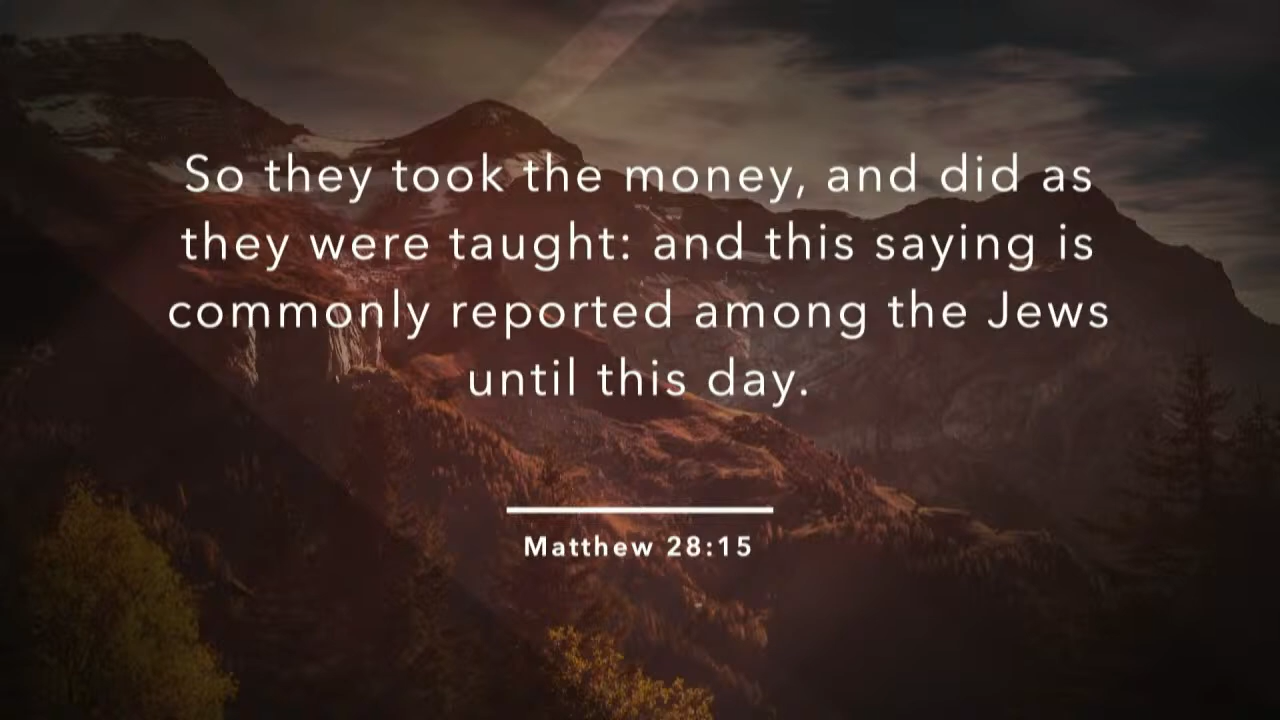 So they took the money, and did as
they were taught: and this saying is
commonly reported among the Jews
until this day.
Matthew 28:15